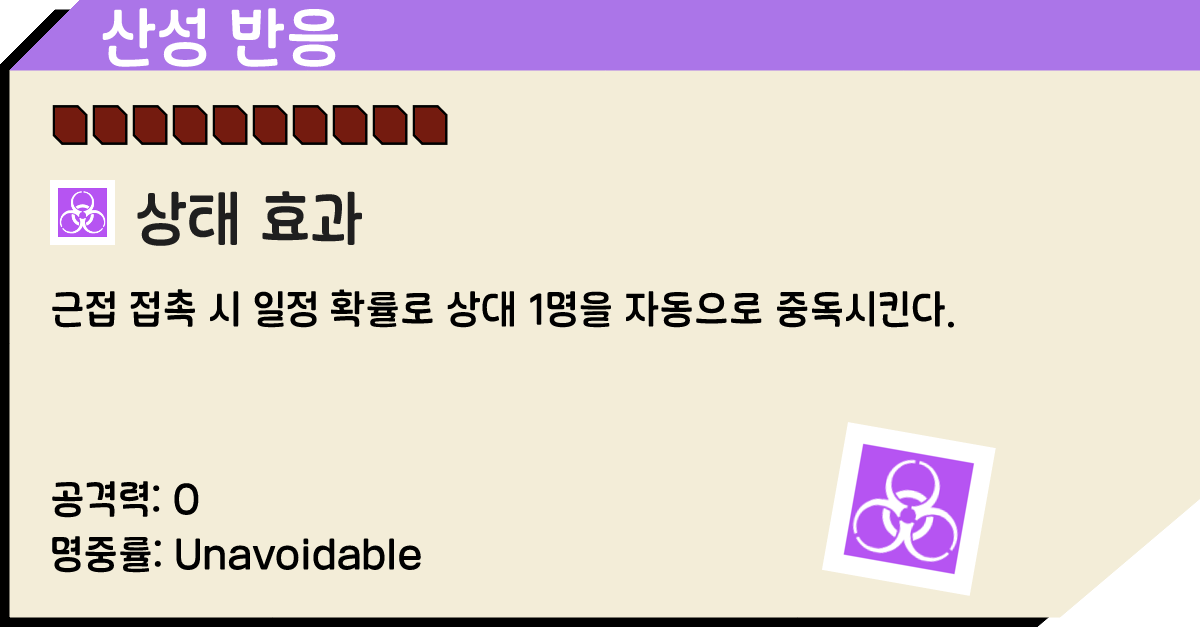 산성 반응
상태 효과
근접 접촉 시 일정 확률로 상대 1명을 자동으로 중독시킨다.
공격력: 0
명중률: Unavoidable